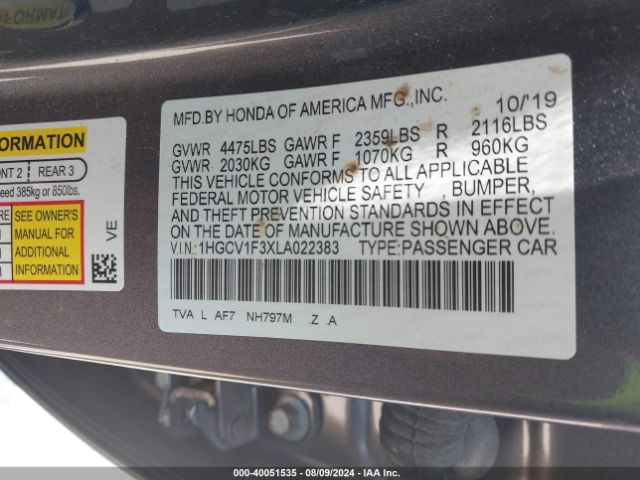 MFD.BY HONDA OF AMERICA MFG.,INC. 10/'19
GVWR 4475LBS GAWR F 2359LBS R 2116LBS
GVWR 2030KG GAWR F 1070KG R 960KG
THIS VEHICLE CONFORMS TO ALL APPLICABLE
FEDERAL MOTOR VEHICLE SAFETY , BUMPER,
AND THEFT PREVENTION STANDARDS IN EFFECT
ON THE DATE OF MANUFACTURE SHOWN ABOVE.
V.I.N:1HGCV1F3XLA022383 TYPE:PASSENGER CAR
TVA L AF7 NH797M .Z .A
FORMATION
ONT 2 REAR 3
eed 385kg or 850lbs.
RE SEE OWNER'S
MANUAL FOR
ADDITIONAL
INFORMATION
VE
000-40051535 - 08/09/2024 - IAA Inc.